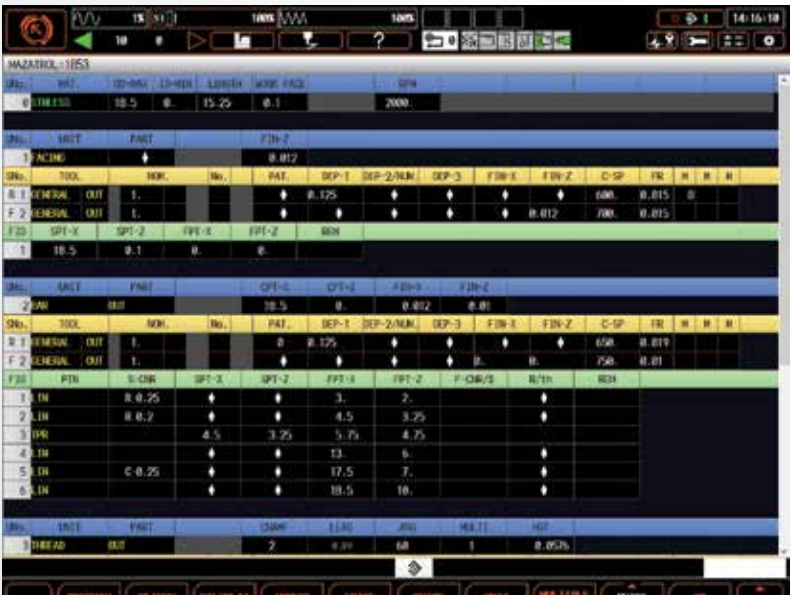 1% 100% 100% 14:16:18
10 0 ?
MAZATROL : 1853
UNo. MAT. OD-MAX ID-MIN LENGTH WORK FACE RPM
0 STNLESS 18.5 0. 15.25 0.1 2000.
UNo. UNIT PART FIN-Z
1 FACING ♦ 0.012
SNo. TOOL NOM. No. PAT. DEP-1 DEP-2/NUM. DEP-3 FIN-X FIN-Z C-SP FR M M M
R 1 GENERAL OUT 1. ♦ 0.125 ♦ ♦ ♦ ♦ 600. 0.015 8
F 2 GENERAL OUT 1. ♦ ♦ ♦ ♦ ♦ 0.012 700. 0.015
FIG SPT-X SPT-Z FPT-X FPT-Z RGH
1 18.5 0.1 0. 0.
UNo. UNIT PART CPT-X CPT-Z FIN-X FIN-Z
2 BAR OUT 18.5 0. 0.012 0.01
SNo. TOOL NOM. No. PAT. DEP-1 DEP-2/NUM. DEP-3 FIN-X FIN-Z C-SP FR M M M
R 1 GENERAL OUT 1. 0 0.125 ♦ ♦ ♦ ♦ 650. 0.019
F 2 GENERAL OUT 1. ♦ ♦ ♦ ♦ 0. 0. 750. 0.01
FIG PTN S-CNR SPT-X SPT-Z FPT-X FPT-Z F-CNR/$ R/th RGH
1 LIN R 0.25 ♦ ♦ 3. 2. ♦
2 LIN R 0.2 ♦ ♦ 4.5 3.25 ♦
3 TPR 4.5 3.25 5.75 4.75
4 LIN ♦ ♦ 13. 6. ♦
5 LIN C 0.25 ♦ ♦ 17.5 7. ♦
6 LIN ♦ ♦ 18.5 10. ♦
UNo. UNIT PART CHAMF LEAD ANG MULTI HGT
3 THREAD OUT 2 60 1 0.0576